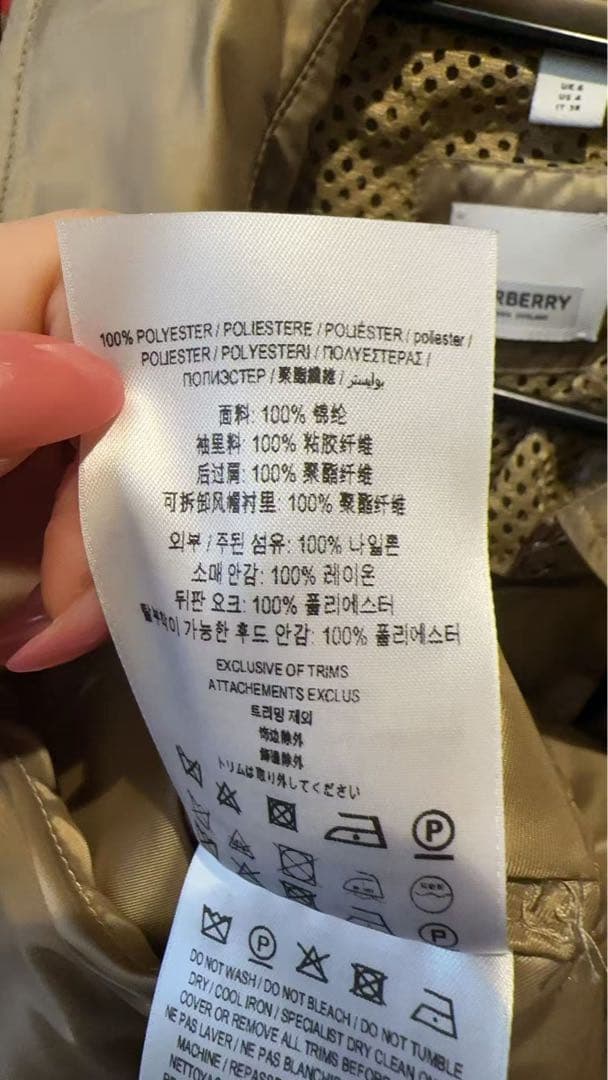 UK 6
US 4
IT 38
RBERRY
100% POLYESTER / POLIESTERE / POLIÉSTER / poliester /
POLIESTER / POLYESTERI / ΠΟΛΥΕΣΤΕΡΑΣ /
ПОЛИЭСТЕР / 聚酯纖維 / بوليستر
面料: 100% 锦纶
袖里料: 100% 粘胶纤维
后过肩: 100% 聚酯纤维
可拆卸风帽衬里: 100% 聚酯纤维
외부 / 주된 섬유: 100% 나일론
소매 안감: 100% 레이온
뒤판 요크: 100% 폴리에스터
탈부착이 가능한 후드 안감: 100% 폴리에스터
EXCLUSIVE OF TRIMS
ATTACHEMENTS EXCLUS
트리밍 제외
饰边除外
飾邊除外
トリムは取り外してください
P
P
P
DO NOT WASH / DO NOT BLEACH / DO NOT TUMBLE
DRY / COOL IRON / SPECIALIST DRY CLEAN ON
COVER OR REMOVE ALL TRIMS BEFORE
NE PAS LAVER / NE PAS BLANCHI
MACHINE / REPASS
NETTOYA